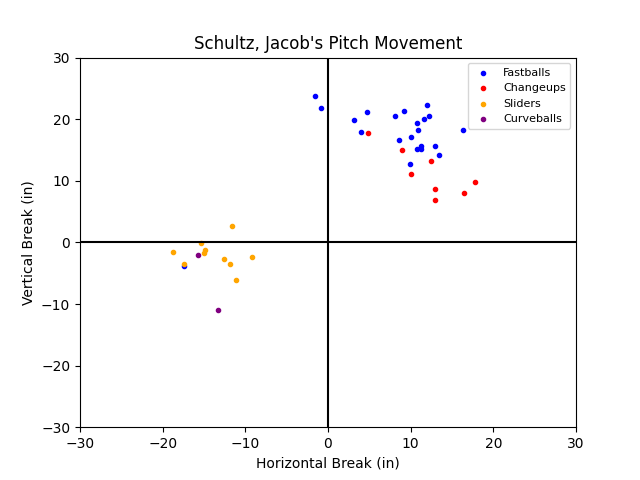 Schultz, Jacob's Pitch Movement
Fastballs
Changeups
Sliders
Curveballs
Vertical Break (in)
30
20
10
0
−10
−20
−30
−30
−20
−10
0
10
20
30
Horizontal Break (in)